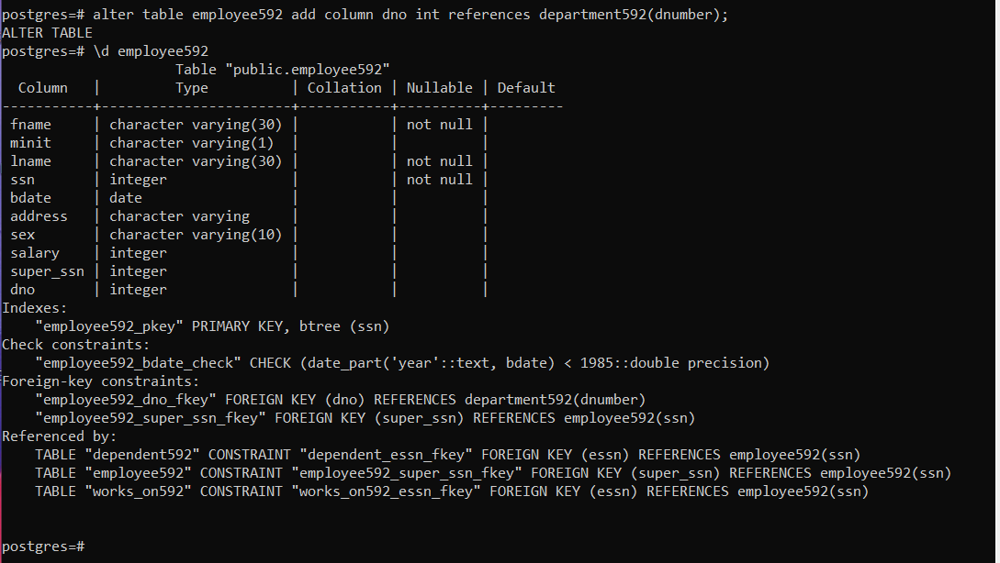 postgres=# alter table employee592 add column dno int references department592(dnumber);
ALTER TABLE
postgres=# \d employee592
                     Table "public.employee592"
  Column   |         Type          | Collation | Nullable | Default
-----------+-----------------------+-----------+----------+---------
 fname     | character varying(30) |           | not null |
 minit     | character varying(1)  |           |          |
 lname     | character varying(30) |           | not null |
 ssn       | integer               |           | not null |
 bdate     | date                  |           |          |
 address   | character varying     |           |          |
 sex       | character varying(10) |           |          |
 salary    | integer               |           |          |
 super_ssn | integer               |           |          |
 dno       | integer               |           |          |
Indexes:
    "employee592_pkey" PRIMARY KEY, btree (ssn)
Check constraints:
    "employee592_bdate_check" CHECK (date_part('year'::text, bdate) < 1985::double precision)
Foreign-key constraints:
    "employee592_dno_fkey" FOREIGN KEY (dno) REFERENCES department592(dnumber)
    "employee592_super_ssn_fkey" FOREIGN KEY (super_ssn) REFERENCES employee592(ssn)
Referenced by:
    TABLE "dependent592" CONSTRAINT "dependent_essn_fkey" FOREIGN KEY (essn) REFERENCES employee592(ssn)
    TABLE "employee592" CONSTRAINT "employee592_super_ssn_fkey" FOREIGN KEY (super_ssn) REFERENCES employee592(ssn)
    TABLE "works_on592" CONSTRAINT "works_on592_essn_fkey" FOREIGN KEY (essn) REFERENCES employee592(ssn)
postgres=#